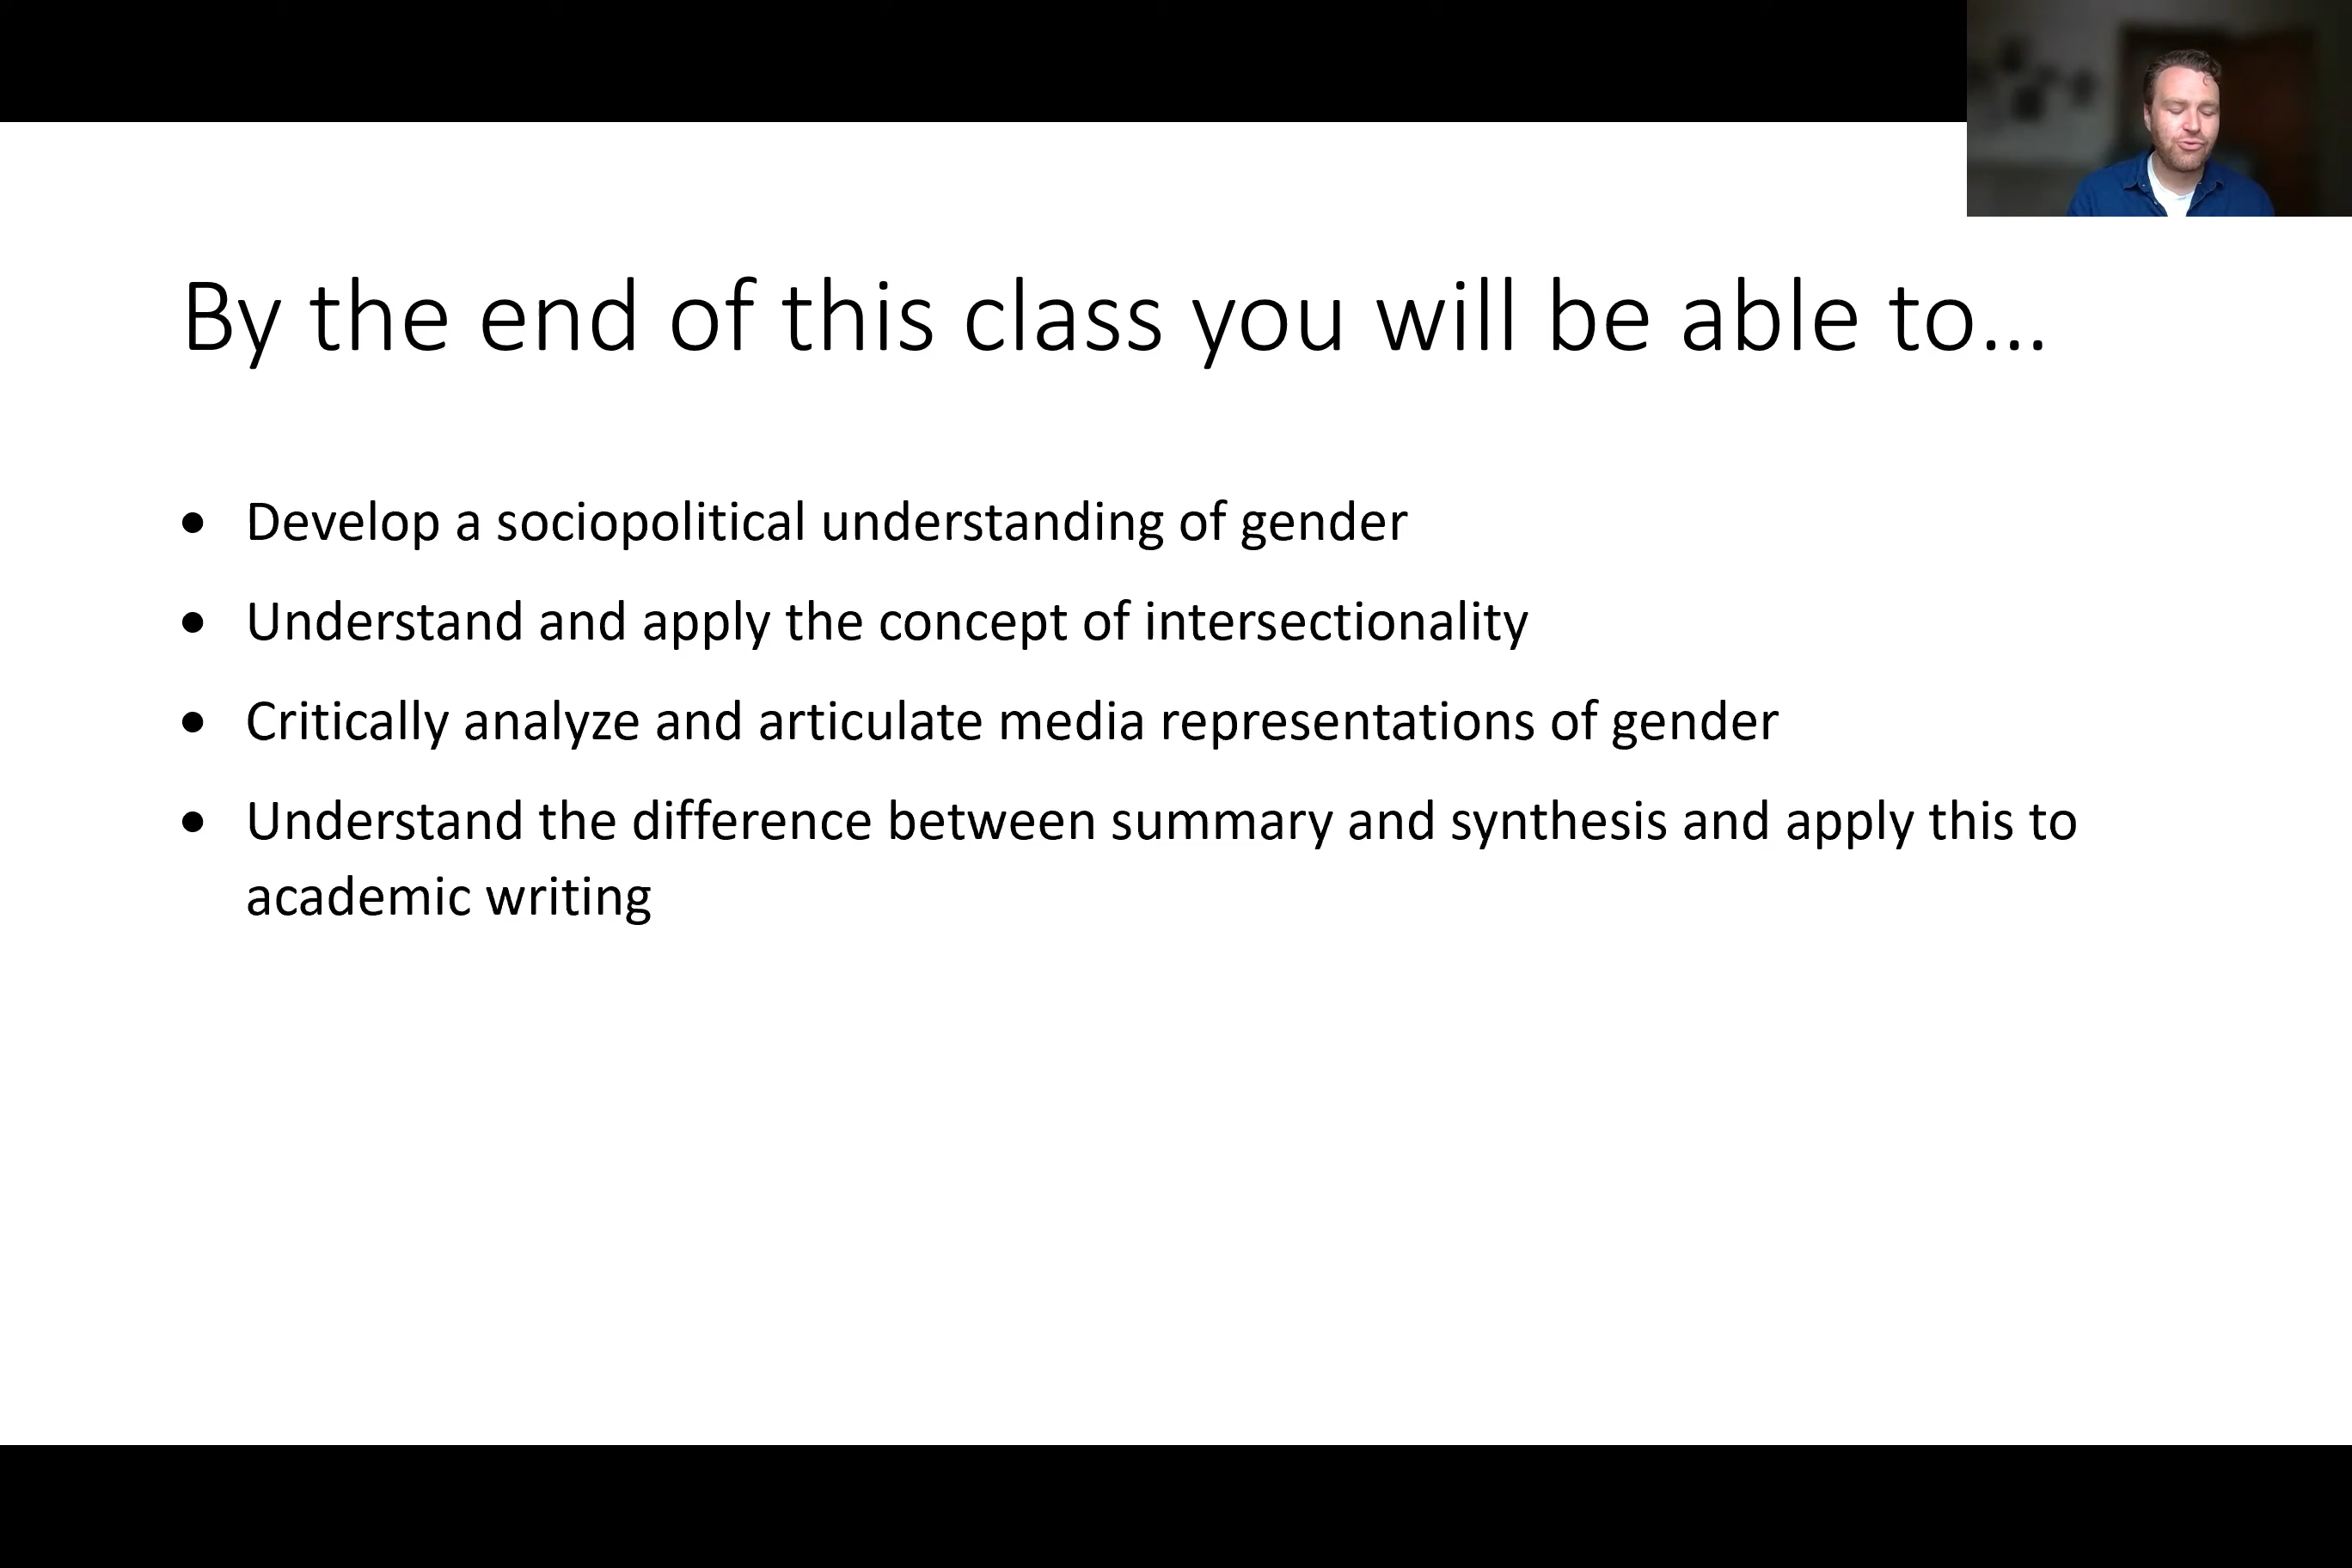 By the end of this class you will be able to...
• Develop a sociopolitical understanding of gender
• Understand and apply the concept of intersectionality
• Critically analyze and articulate media representations of gender
• Understand the difference between summary and synthesis and apply this to
academic writing